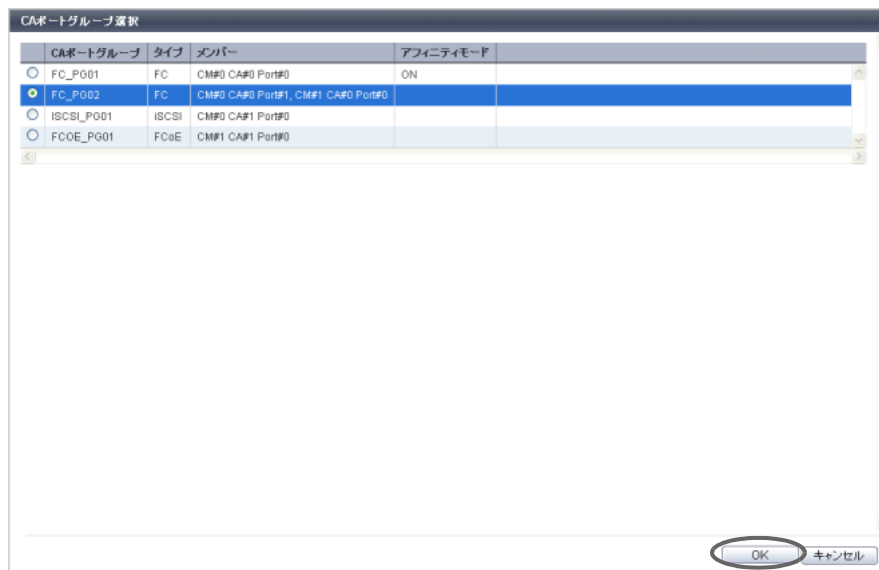 CAポートグループ選択
CAポートグループ タイプ メンバー アフィニティモード
FC_PG01 FC CM#0 CA#0 Port#0 ON
FC_PG02 FC CM#0 CA#0 Port#1, CM#1 CA#0 Port#0
ISCSI_PG01 iSCSI CM#0 CA#1 Port#0
FCOE_PG01 FCoE CM#1 CA#1 Port#0
OK キャンセル